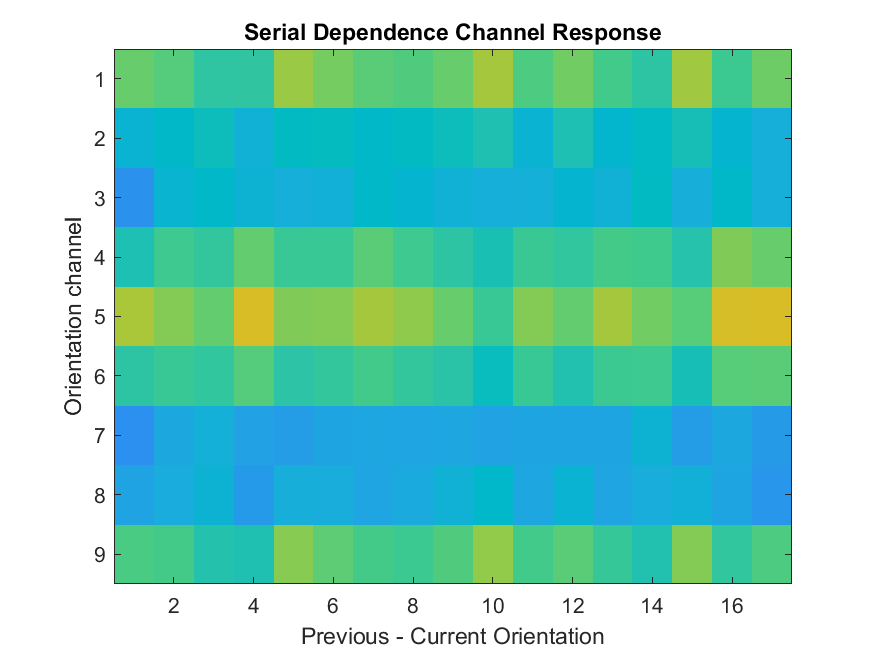 Serial Dependence Channel Response
1
2
3
4
5
6
7
8
9
Orientation channel
2 4 6 8 10 12 14 16
Previous - Current Orientation